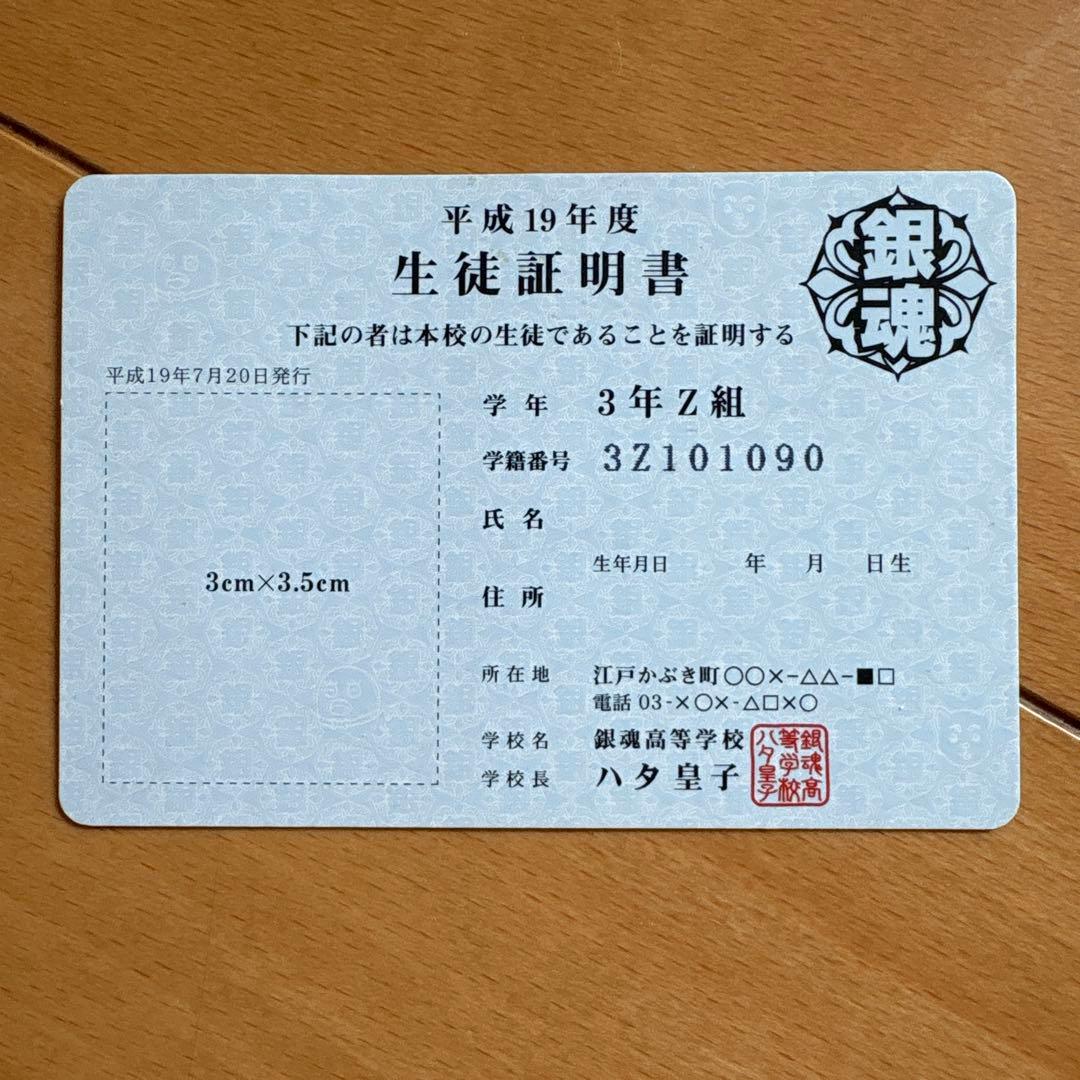 平成19年度
生徒証明書
銀魂
下記の者は本校の生徒であることを証明する
平成19年7月20日発行
3cm×3.5cm
学年 3年Z組
学籍番号 3Z101090
氏名
生年月日 年 月 日生
住所
所在地 江戸かぶき町○○×-△△-■□
電話 03-×○×-△□×○
学校名 銀魂高等学校
学校長 ハタ皇子
銀魂高
等学校
ハタ皇子